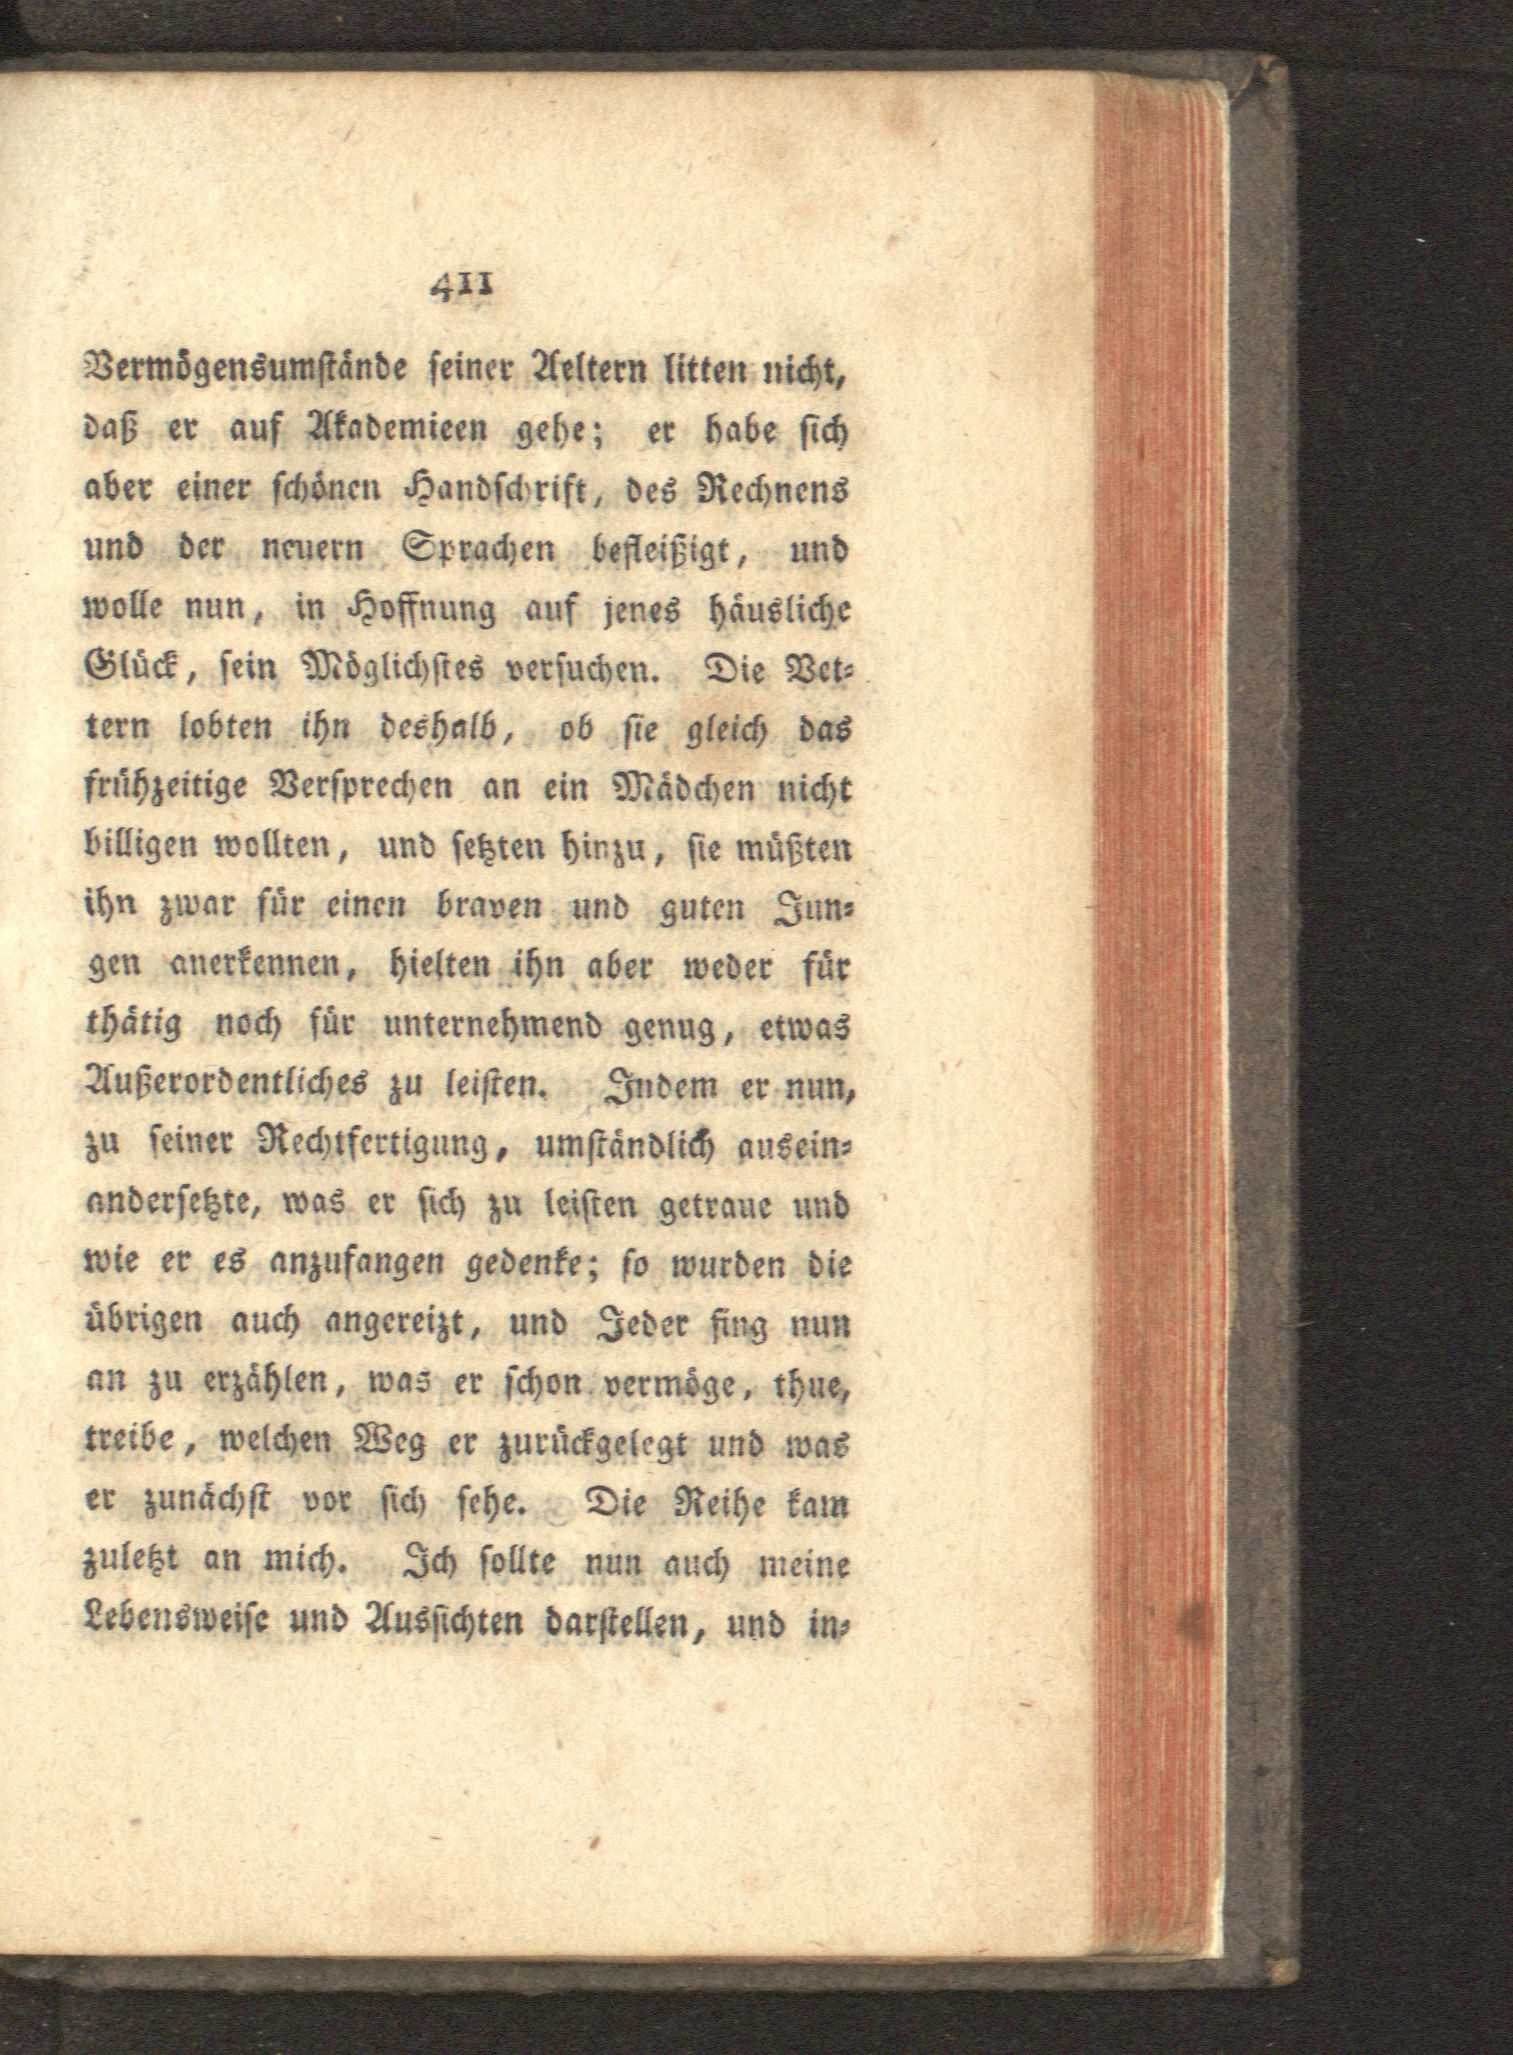 411
Vermögensumſtände ſeiner Aeltern litten nicht,
daß er auf Akademieen gehe; er habe ſich
aber einer ſchönen Handſchrift, des Rechnens
und der neuern Sprachen befleißigt, und
wolle nun, in Hoffnung auf jenes häusliche
Glück, ſein Möglichſtes verſuchen. Die Vet⸗
tern lobten ihn deshalb, ob ſie gleich das
frühzeitige Verſprechen an ein Mädchen nicht
billigen wollten, und ſetzten hinzu, ſie müßten
ihn zwar für einen braven und guten Jun⸗
gen anerkennen, hielten ihn aber weder für
thätig noch für unternehmend genug, etwas
Außerordentliches zu leiſten. Indem er nun,
zu ſeiner Rechtfertigung, umſtändlich ausein⸗
anderſetzte, was er ſich zu leiſten getraue und
wie er es anzufangen gedenke; ſo wurden die
übrigen auch angereizt, und Jeder fing nun
an zu erzählen, was er ſchon vermöge, thue,
treibe, welchen Weg er zurückgelegt und was
er zunächſt vor ſich ſehe. Die Reihe kam
zuletzt an mich. Ich ſollte nun auch meine
Lebensweiſe und Ausſichten darſtellen, und in⸗